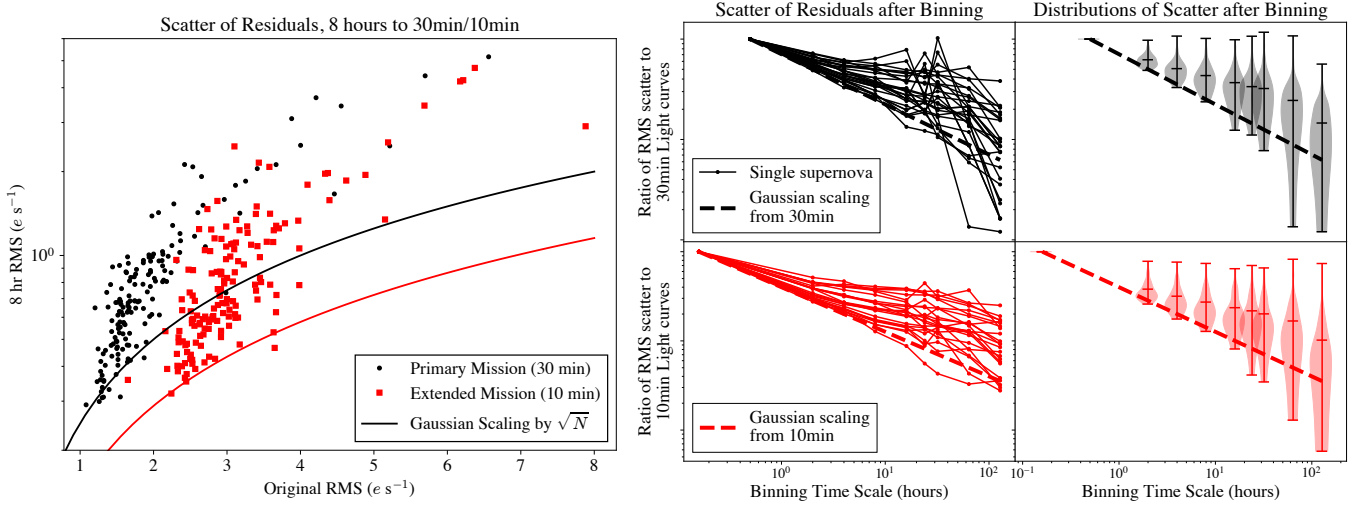 Scatter of Residuals, 8 hours to 30min/10min
8 hr RMS (e s⁻¹)
10⁰
Primary Mission (30 min)
Extended Mission (10 min)
Gaussian Scaling by √N
1 2 3 4 5 6 7 8
Original RMS (e s⁻¹)
Scatter of Residuals after Binning
Distributions of Scatter after Binning
Ratio of RMS scatter to
30min Light curves
Single supernova
Gaussian scaling
from 30min
Ratio of RMS scatter to
10min Light curves
Gaussian scaling
from 10min
10⁰ 10¹ 10²
Binning Time Scale (hours)
10⁻¹ 10⁰ 10¹ 10²
Binning Time Scale (hours)